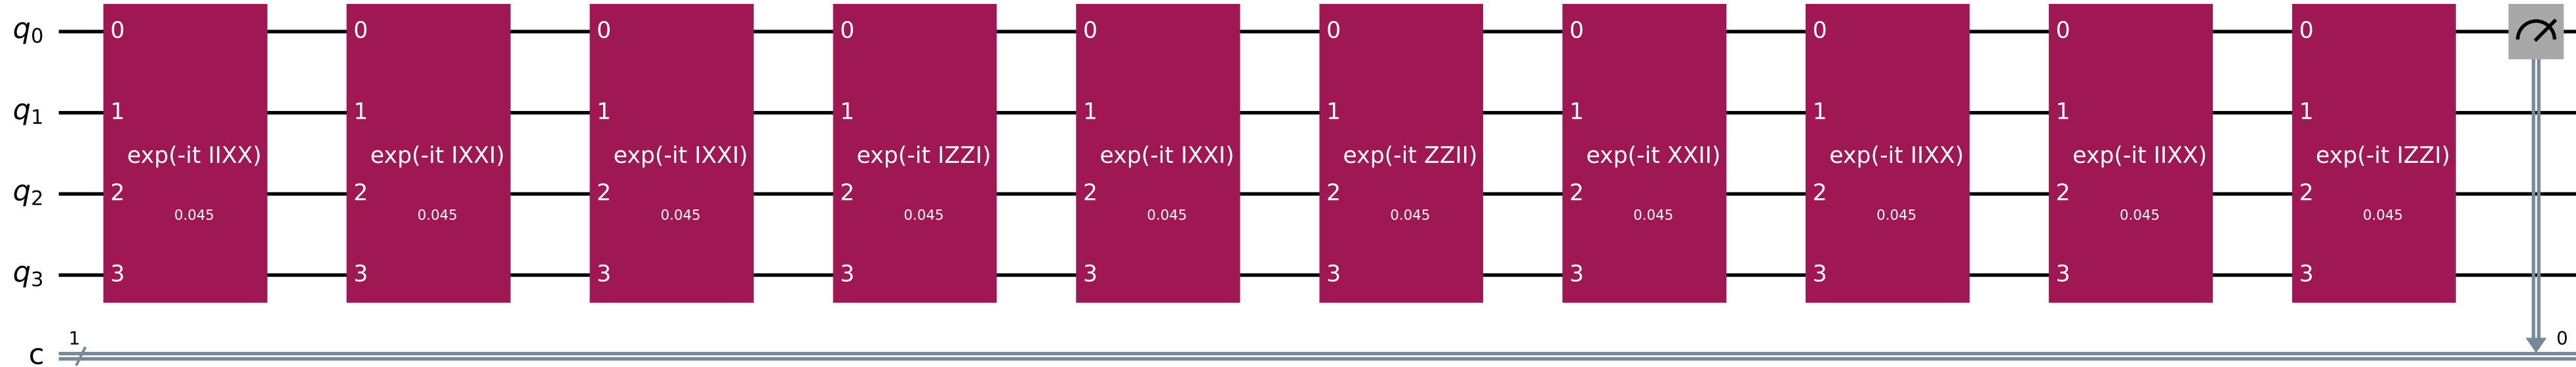 q0 0 0 0 0 0 0 0 0 0 0
q1 1 1 1 1 1 1 1 1 1 1
exp(-it IIXX) exp(-it IXXI) exp(-it IXXI) exp(-it IZZI) exp(-it IXXI) exp(-it ZZII) exp(-it XXII) exp(-it IIXX) exp(-it IIXX) exp(-it IZZI)
q2 2 2 2 2 2 2 2 2 2 2
0.045 0.045 0.045 0.045 0.045 0.045 0.045 0.045 0.045 0.045
q3 3 3 3 3 3 3 3 3 3 3
1 0
c